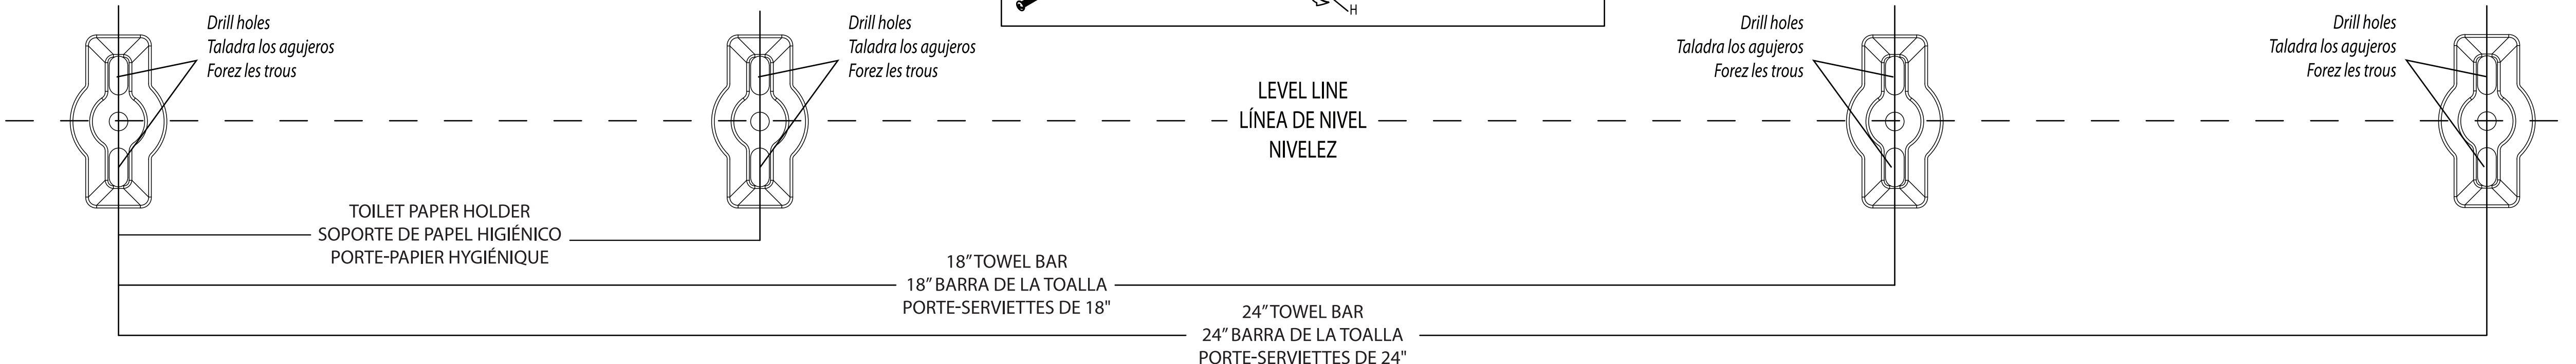 Drill holes
Taladra los agujeros
Forez les trous
Drill holes
Taladra los agujeros
Forez les trous
H
Drill holes
Taladra los agujeros
Forez les trous
Drill holes
Taladra los agujeros
Forez les trous
LEVEL LINE
LÍNEA DE NIVEL
NIVELEZ
TOILET PAPER HOLDER
SOPORTE DE PAPEL HIGIÉNICO
PORTE-PAPIER HYGIÉNIQUE
18” TOWEL BAR
18” BARRA DE LA TOALLA
PORTE-SERVIETTES DE 18"
24” TOWEL BAR
24” BARRA DE LA TOALLA
PORTE-SERVIETTES DE 24"